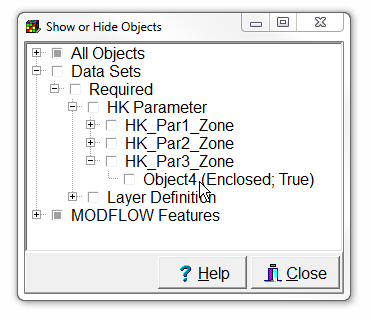 Show or Hide Objects
All Objects
Data Sets
Required
HK Parameter
HK_Par1_Zone
HK_Par2_Zone
HK_Par3_Zone
Object4 (Enclosed; True)
Layer Definition
MODFLOW Features
? Help
Close